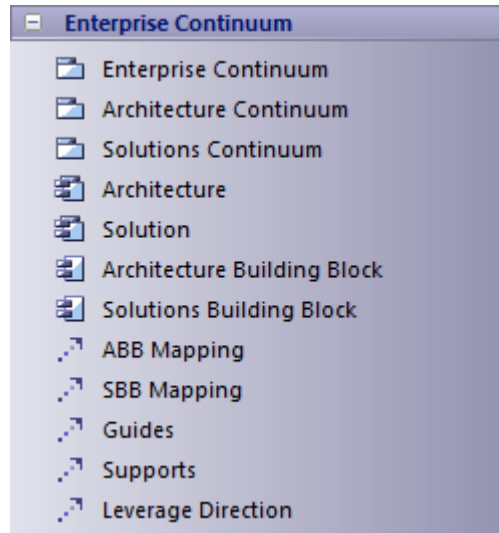 Enterprise Continuum
Enterprise Continuum
Architecture Continuum
Solutions Continuum
Architecture
Solution
Architecture Building Block
Solutions Building Block
ABB Mapping
SBB Mapping
Guides
Supports
Leverage Direction